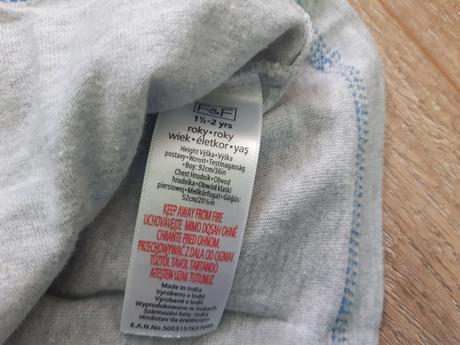 F&F
1½-2 yrs
roky • roky
wiek • életkor • yaş
Height Výška • Výška
postavy • Wzrost • Testmagasság
• Boy: 92cm/36in
Chest Hrudník • Obvod
hrudníka • Obwód klatki
piersiowej • Mellkörfogat • Göğüs:
52cm/20½in
KEEP AWAY FROM FIRE
UCHOVÁVEJTE MIMO DOSAH OHNĚ
CHRÁŇTE PRED OHŇOM.
PRZECHOWYWAĆ Z DALA OD OGNIA!
TŰZTŐL TÁVOL TARTANDÓ
ATEŞTEN UZAK TUTUNUZ
Made in India
Vyrobeno v Indii
Vyrobené v Indii
Wyprodukowano w Indiach
Származási hely: India
Hindistan'da üretilmiştir
E.A.N.No.